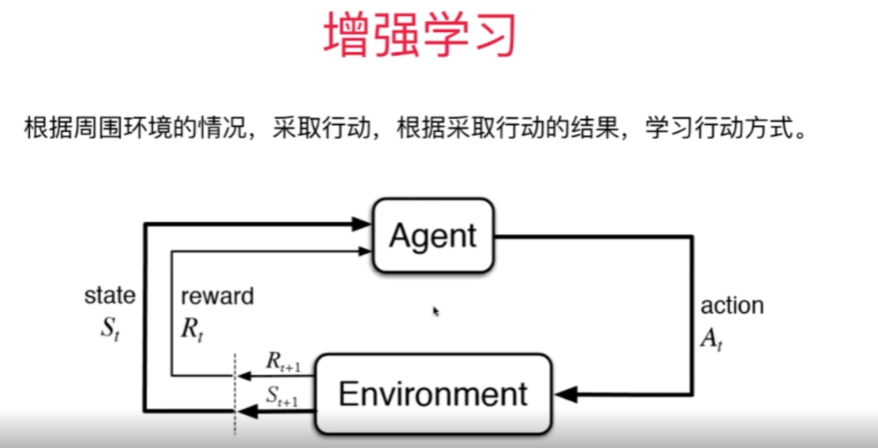 增强学习
根据周围环境的情况，采取行动，根据采取行动的结果，学习行动方式。
Agent
state
S_t
reward
R_t
action
A_t
R_{t+1}
S_{t+1}
Environment